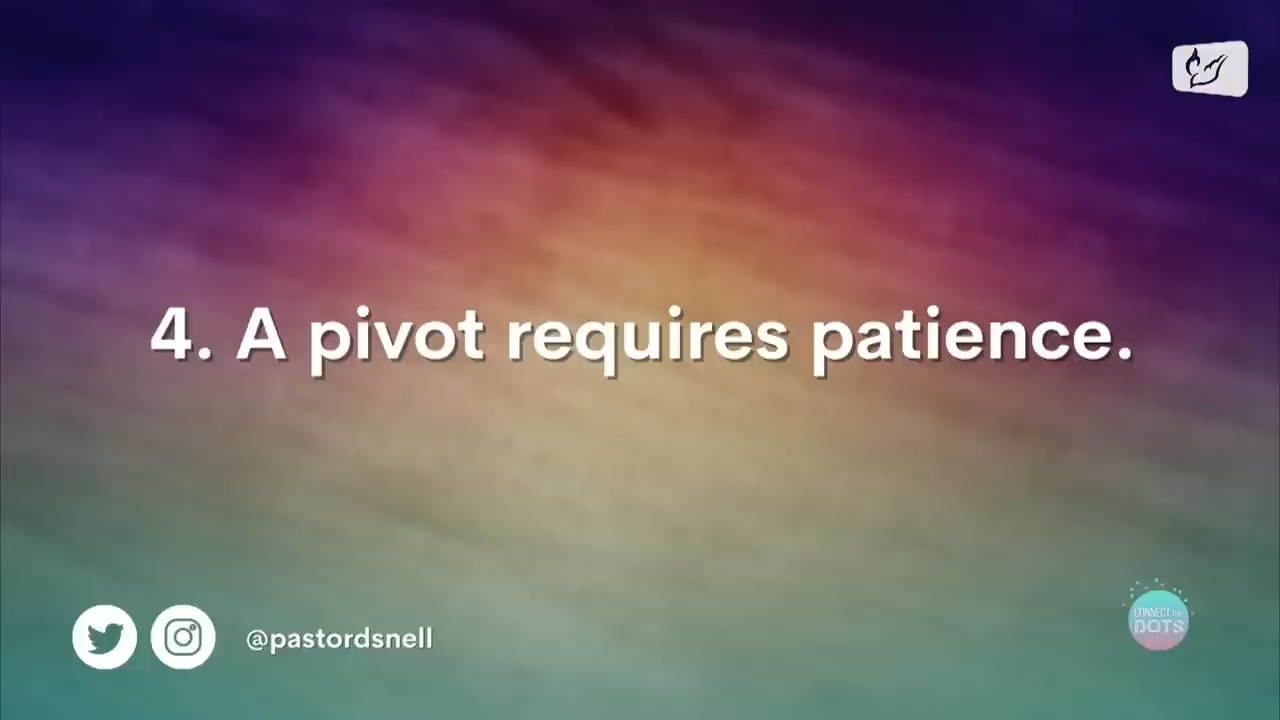 4. A pivot requires patience.
@pastordsnell
CONNECT THE
DOTS